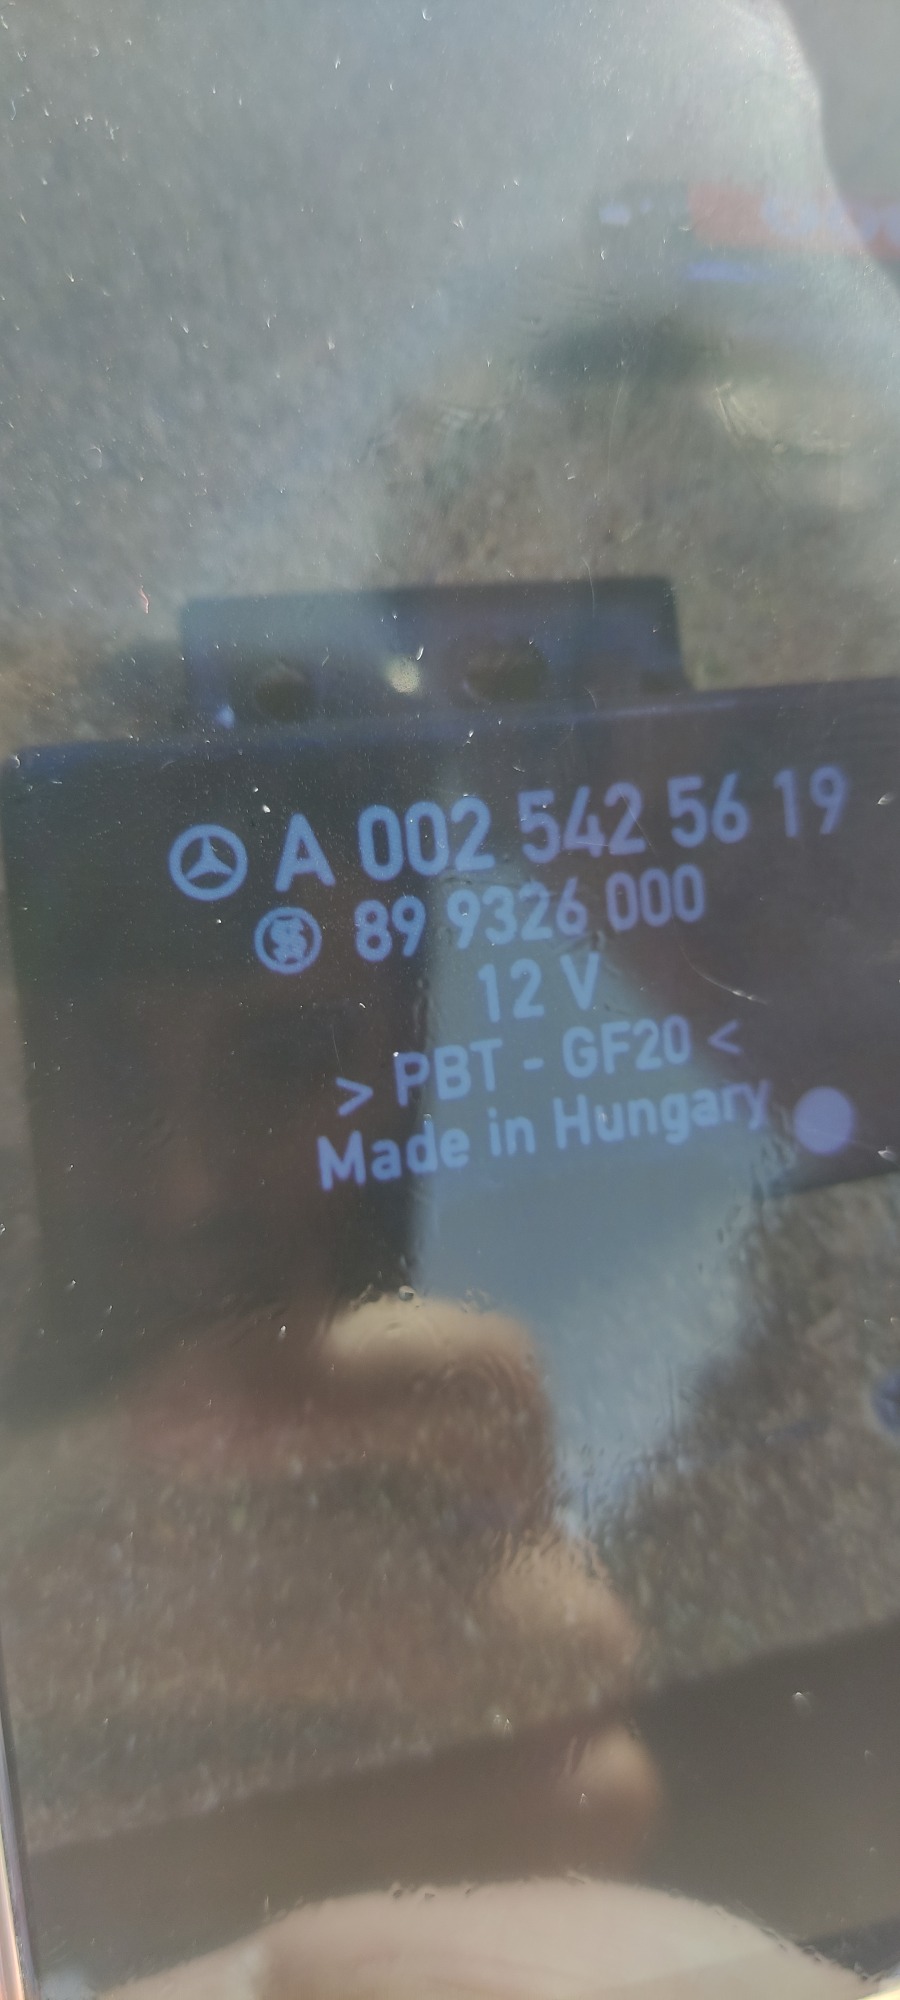 A 002 542 56 19
89 9326 000
12 V
> PBT - GF20 <
Made in Hungary